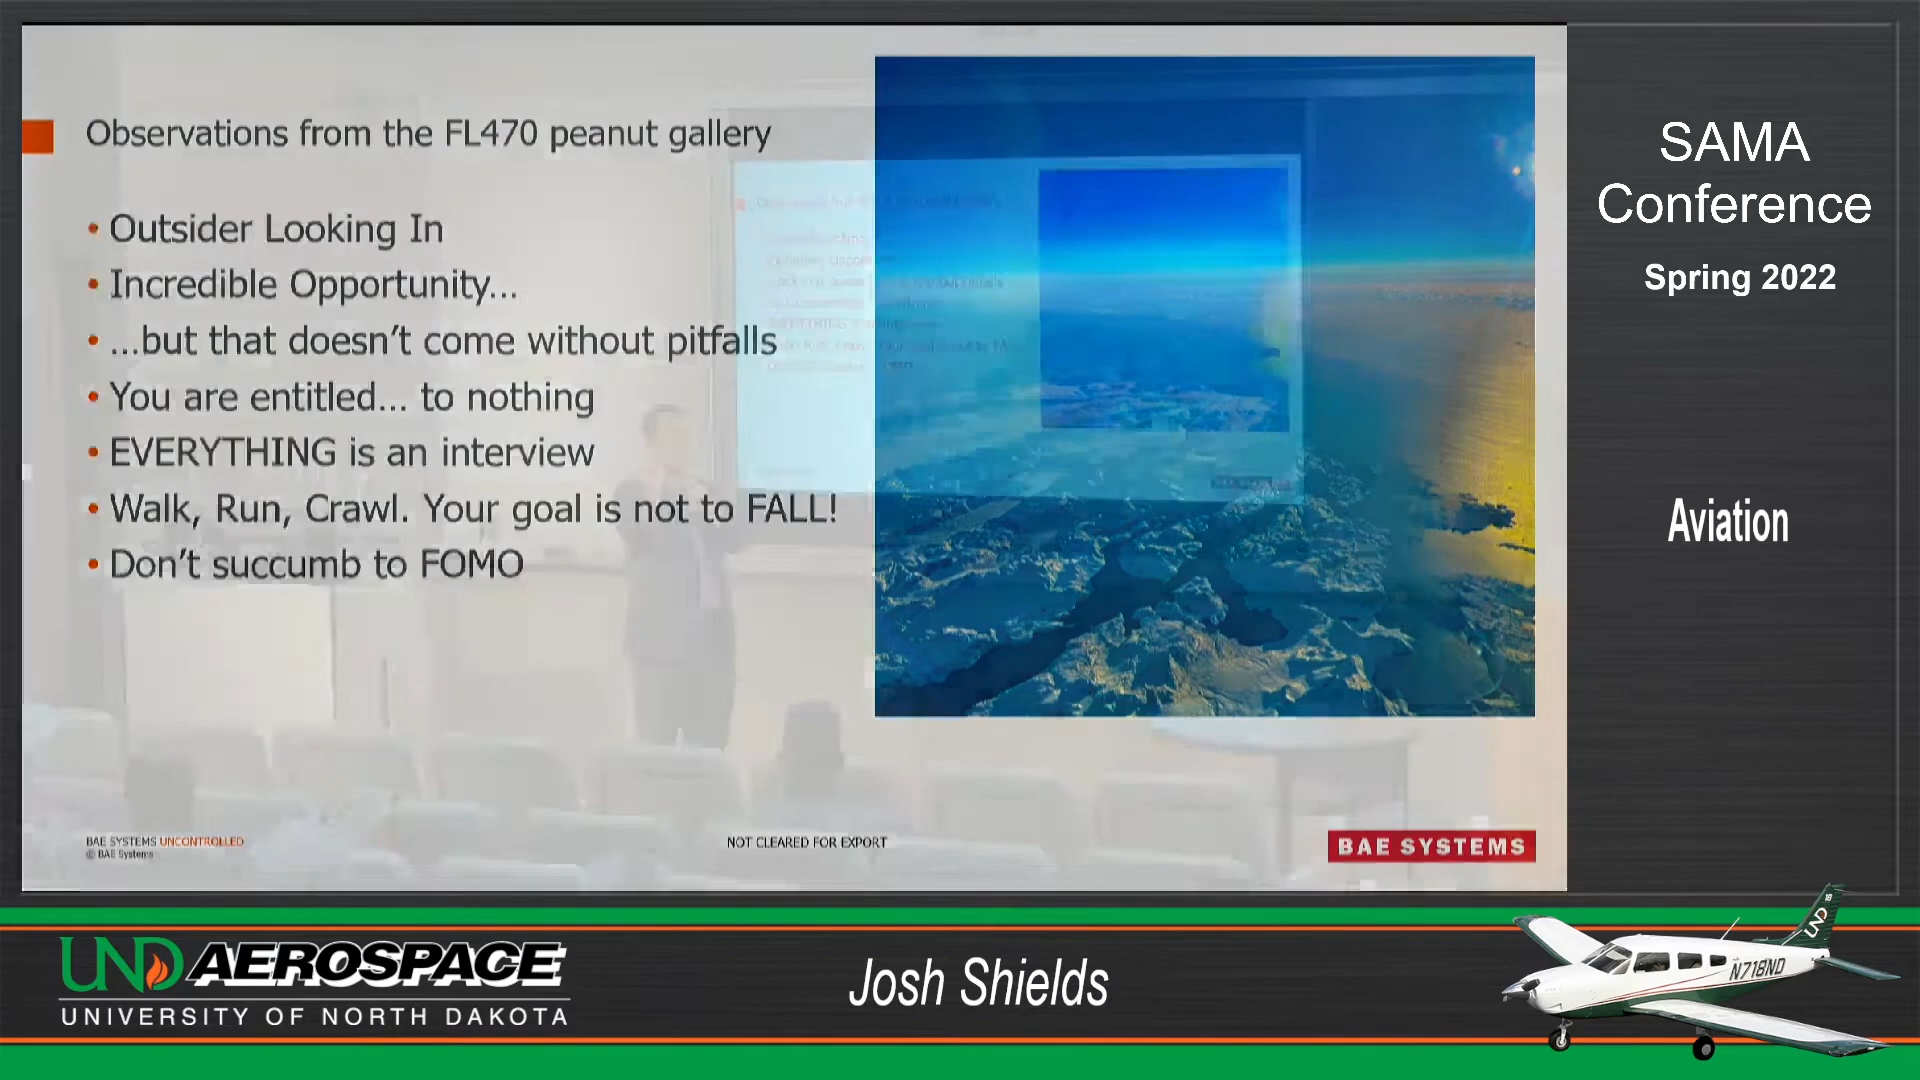 Observations from the FL470 peanut gallery
• Outsider Looking In
• Incredible Opportunity...
• ...but that doesn't come without pitfalls
• You are entitled... to nothing
• EVERYTHING is an interview
• Walk, Run, Crawl. Your goal is not to FALL!
• Don't succumb to FOMO
BAE SYSTEMS UNCONTROLLED
© BAE Systems
NOT CLEARED FOR EXPORT
BAE SYSTEMS
SAMA
Conference
Spring 2022
Aviation
UND AEROSPACE
UNIVERSITY OF NORTH DAKOTA
Josh Shields
UND
N718ND